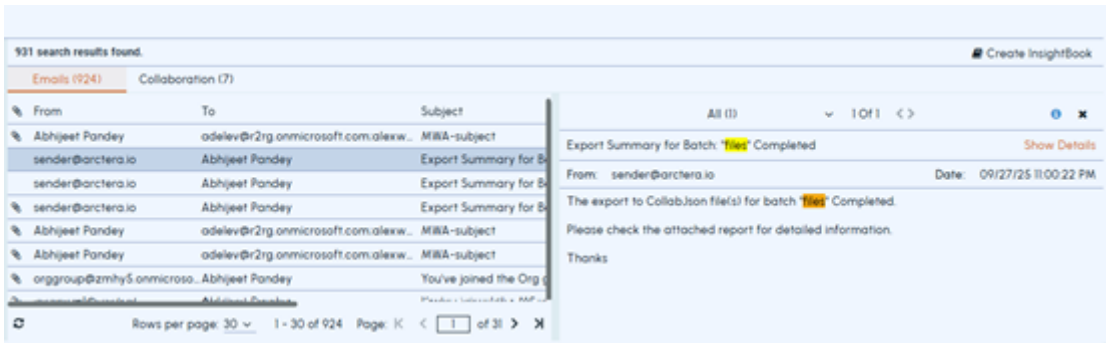 931 search results found.
Create InsightBook
Emails (924) Collaboration (7)
From To Subject
Abhijeet Pandey adelev@r2rg.onmicrosoft.com.alexw... MWA-subject
sender@arctera.io Abhijeet Pandey Export Summary for B
sender@arctera.io Abhijeet Pandey Export Summary for B
sender@arctera.io Abhijeet Pandey Export Summary for B
Abhijeet Pandey adelev@r2rg.onmicrosoft.com.alexw... MWA-subject
Abhijeet Pandey adelev@r2rg.onmicrosoft.com.alexw... MWA-subject
orggroup@zmhy5.onmicroso... Abhijeet Pandey You've joined the Org g
Rows per page: 30 1 - 30 of 924 Page: 1 of 31
All (1) 1 Of 1
Export Summary for Batch: "files" Completed Show Details
From: sender@arctera.io Date: 09/27/25 11:00:22 PM
The export to CollabJson file(s) for batch "files" Completed.
Please check the attached report for detailed information.
Thanks